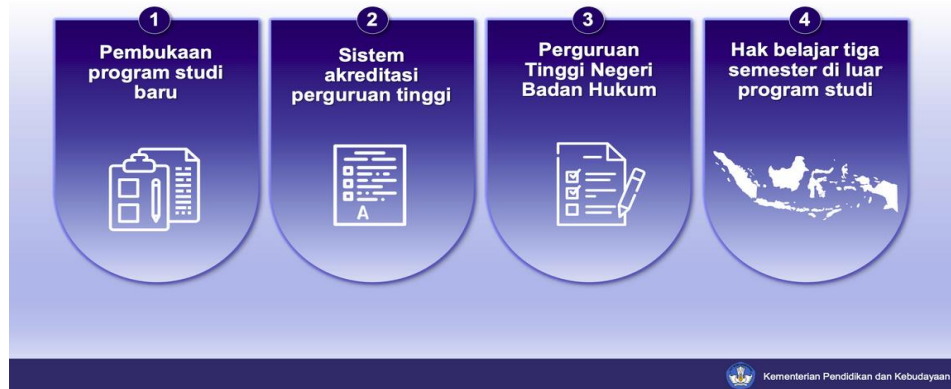 1
Pembukaan
program studi
baru
2
Sistem
akreditasi
perguruan tinggi
A
3
Perguruan
Tinggi Negeri
Badan Hukum
4
Hak belajar tiga
semester di luar
program studi
Kementerian Pendidikan dan Kebudayaan